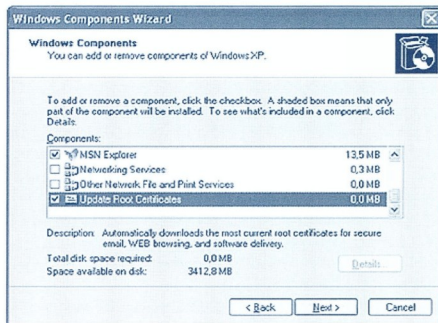 Windows Components Wizard
Windows Components
You can add or remove components of Windows XP.
To add or remove a component, click the checkbox. A shaded box means that only
part of the component will be installed. To see what's included in a component, click
Details.
Components:
MSN Explorer 13,5 MB
Networking Services 0,3 MB
Other Network File and Print Services 0,0 MB
Update Root Certificates 0,0 MB
Description: Automatically downloads the most current root certificates for secure
email, WEB browsing, and software delivery.
Total disk space required: 0,0 MB
Space available on disk: 3412,8 MB
Details...
< Back Next > Cancel